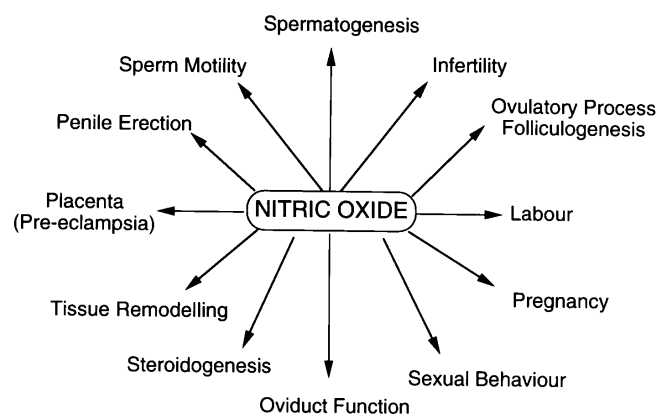 Spermatogenesis
Sperm Motility
Infertility
Penile Erection
Ovulatory Process
Folliculogenesis
Placenta
(Pre-eclampsia)
NITRIC OXIDE
Labour
Tissue Remodelling
Pregnancy
Steroidogenesis
Sexual Behaviour
Oviduct Function